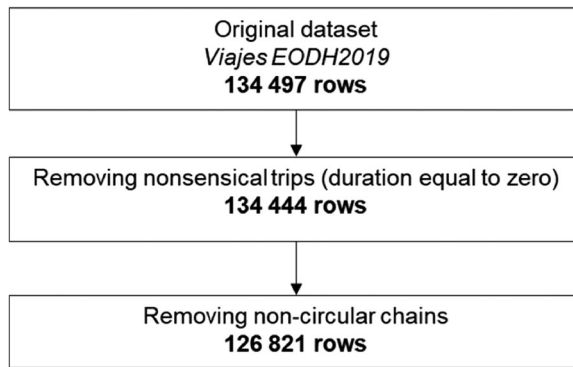 Original dataset
Viajes EODH2019
134 497 rows
Removing nonsensical trips (duration equal to zero)
134 444 rows
Removing non-circular chains
126 821 rows